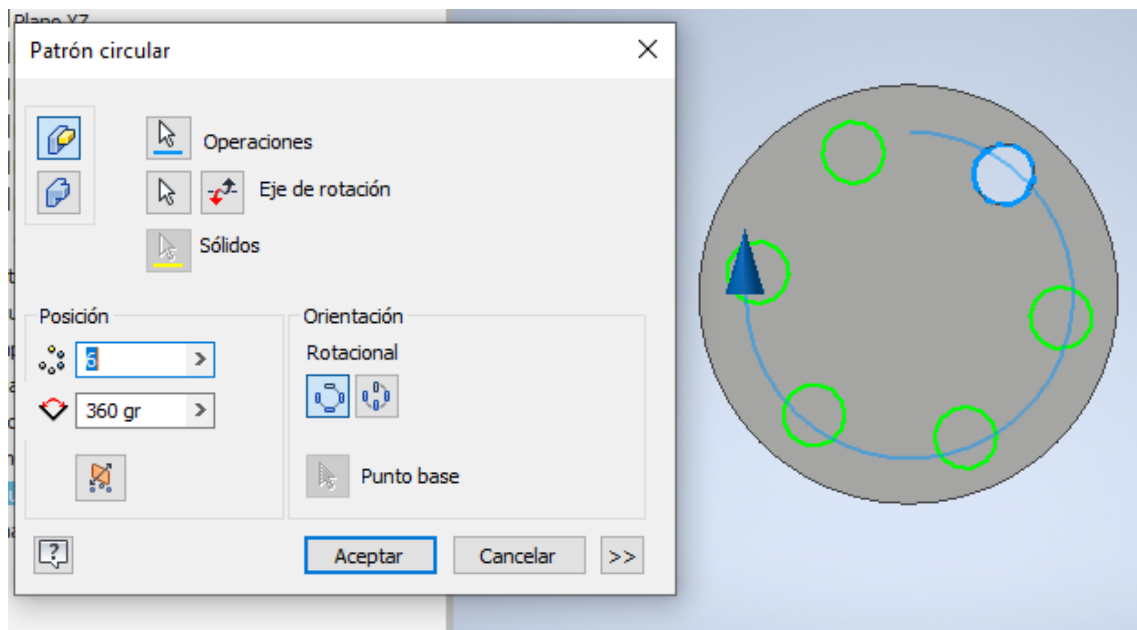 Plano YZ
Patrón circular
Operaciones
Eje de rotación
Sólidos
Posición
Orientación
6
Rotacional
360 gr
Punto base
Aceptar
Cancelar
>>